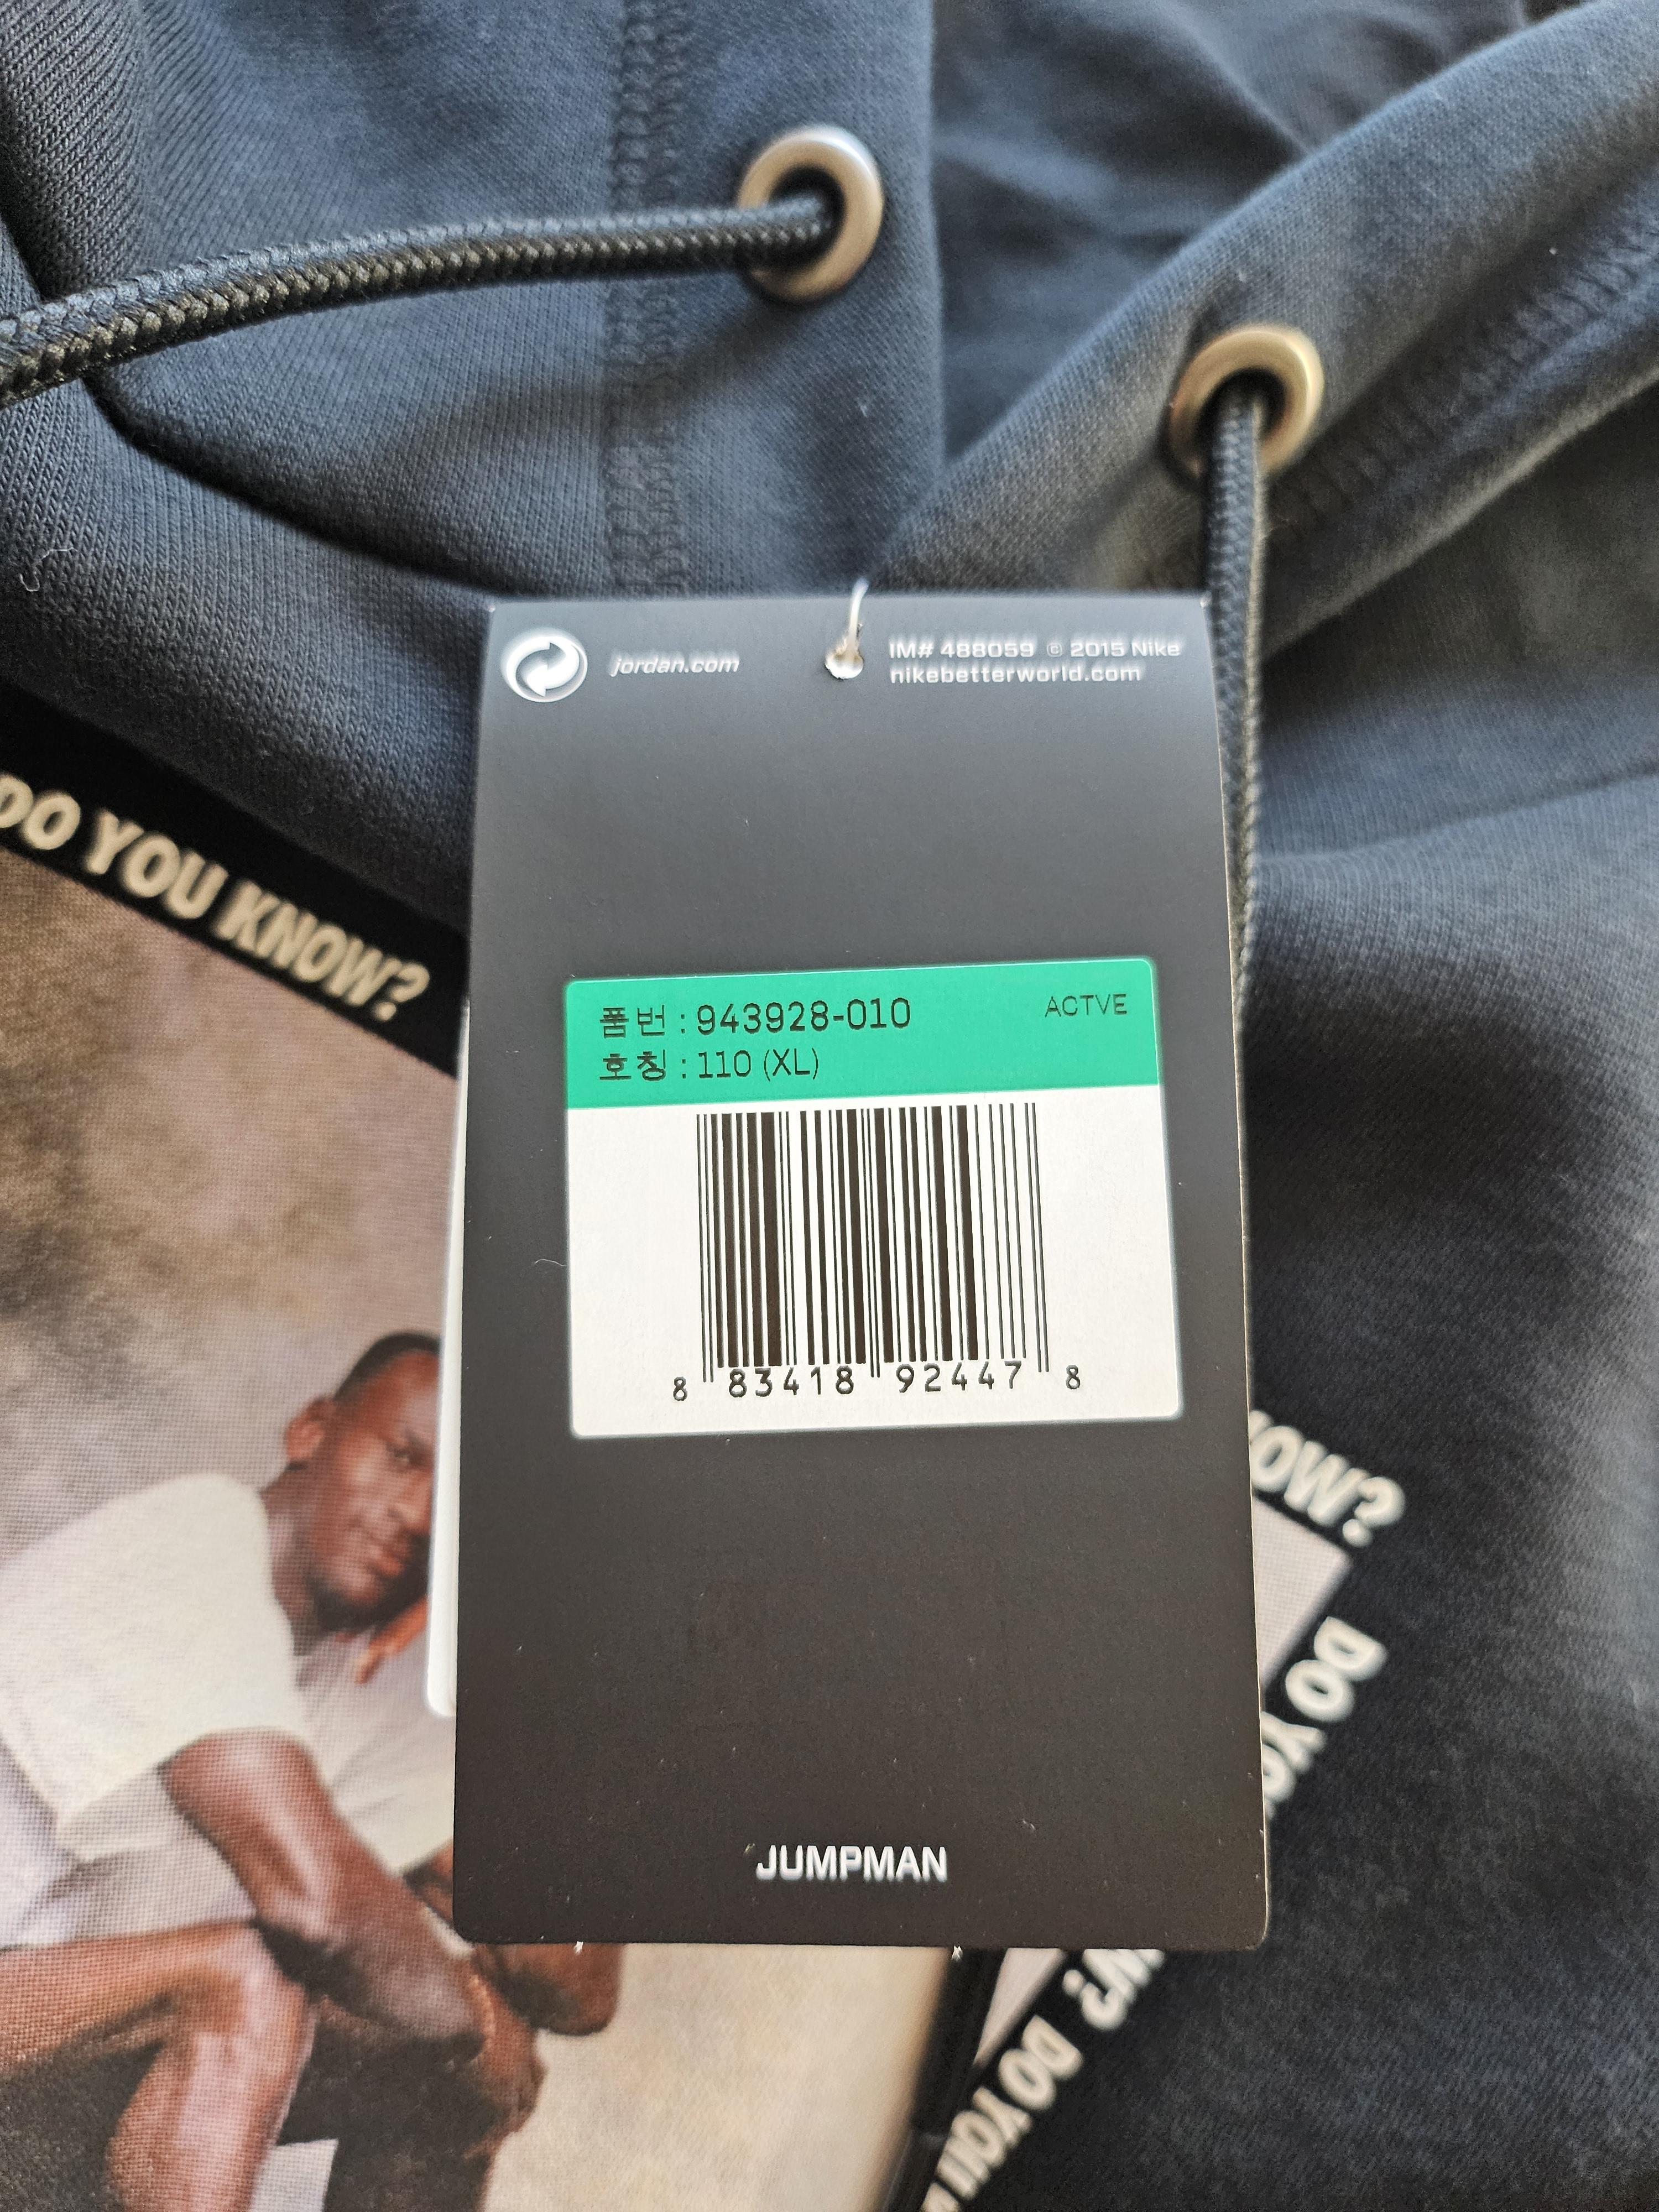 jordan.com
IM# 488059 © 2015 Nike
nikebetterworld.com
DO YOU KNOW?
품번 : 943928-010
ACTVE
호칭 : 110 (XL)
8 83418 92447 8
OW?
DO YO
JUMPMAN
W? DO YOU